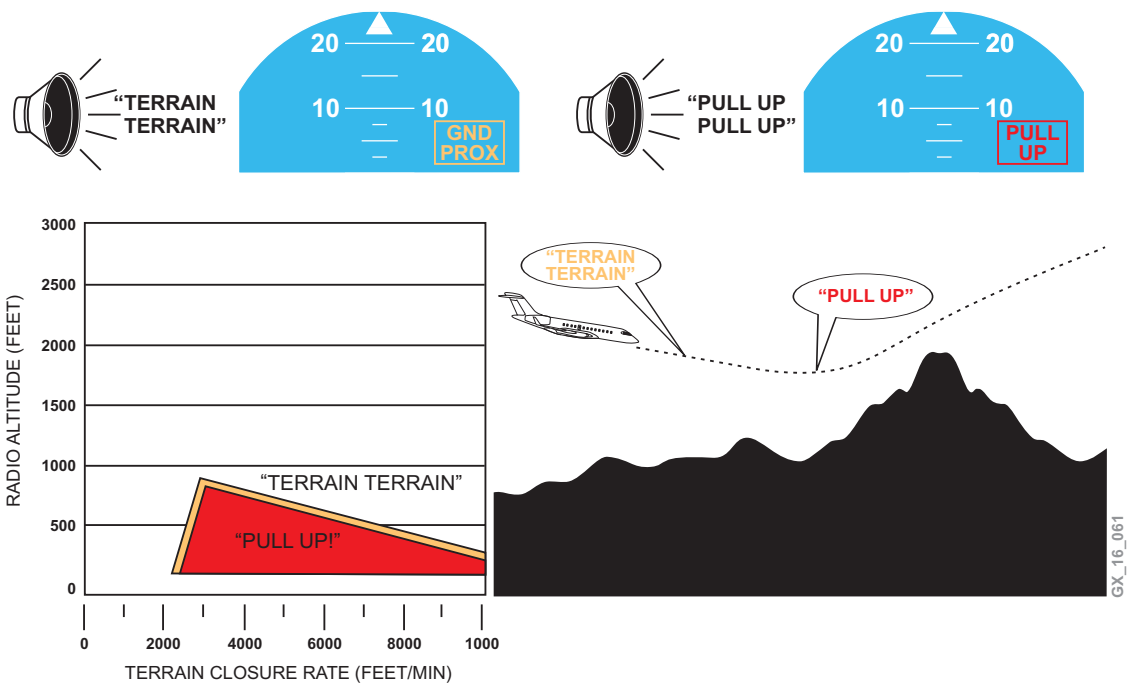 “TERRAIN
TERRAIN”
20 20
10 10
GND
PROX
“PULL UP
PULL UP”
20 20
10 10
PULL
UP
RADIO ALTITUDE (FEET)
3000
2500
2000
1500
1000
500
0
“TERRAIN TERRAIN”
“PULL UP!”
0 2000 4000 6000 8000 1000
TERRAIN CLOSURE RATE (FEET/MIN)
“TERRAIN
TERRAIN”
“PULL UP”
GX_16_061